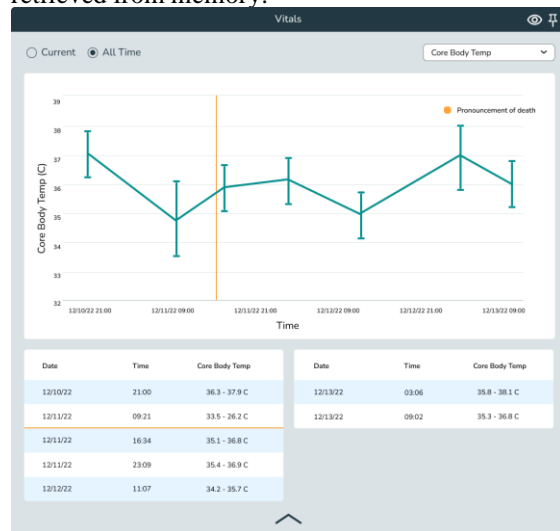 retrieved from memory.
Vitals
Current All Time Core Body Temp
39
Pronouncement of death
38
37
36
35
34
33
32
Core Body Temp (C)
12/10/22 21:00 12/11/22 09:00 12/11/22 21:00 12/12/22 09:00 12/12/22 21:00 12/13/22 09:00
Time
Date Time Core Body Temp
12/10/22 21:00 36.3 - 37.9 C
12/11/22 09:21 33.5 - 26.2 C
12/11/22 16:34 35.1 - 36.8 C
12/11/22 23:09 35.4 - 36.9 C
12/12/22 11:07 34.2 - 35.7 C
Date Time Core Body Temp
12/13/22 03:06 35.8 - 38.1 C
12/13/22 09:02 35.3 - 36.8 C